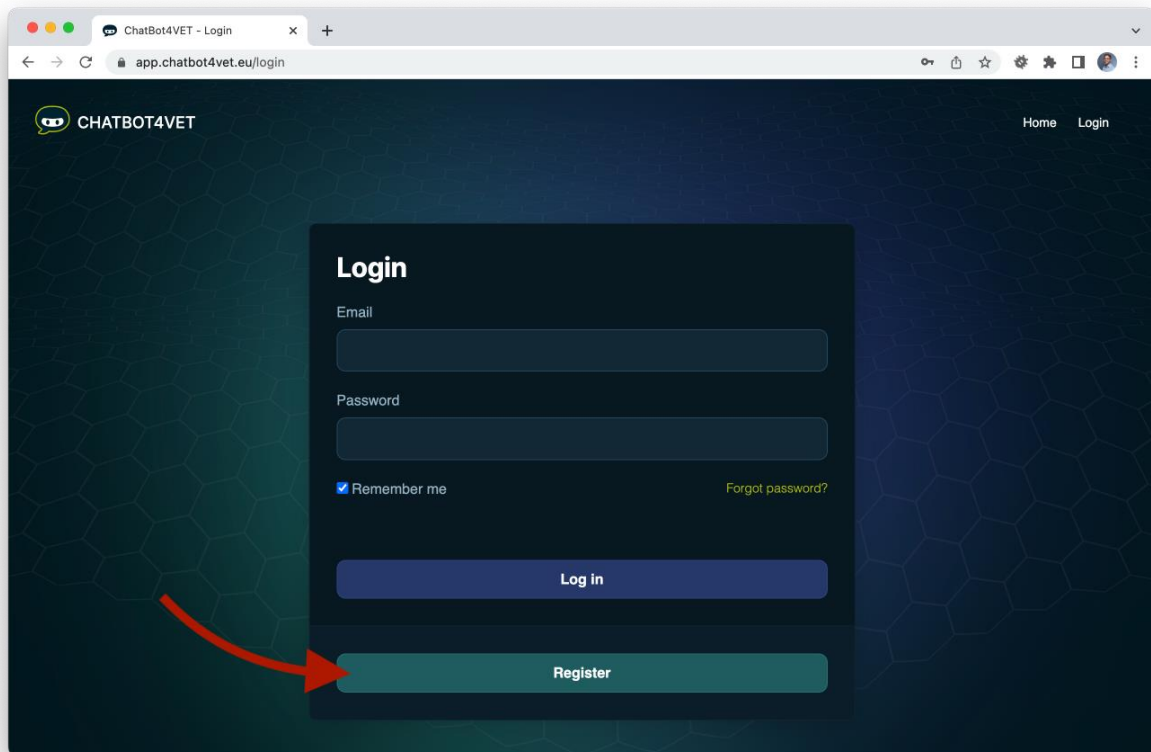 ChatBot4VET - Login
app.chatbot4vet.eu/login
CHATBOT4VET
Home Login
Login
Email
Password
Remember me Forgot password?
Log in
Register